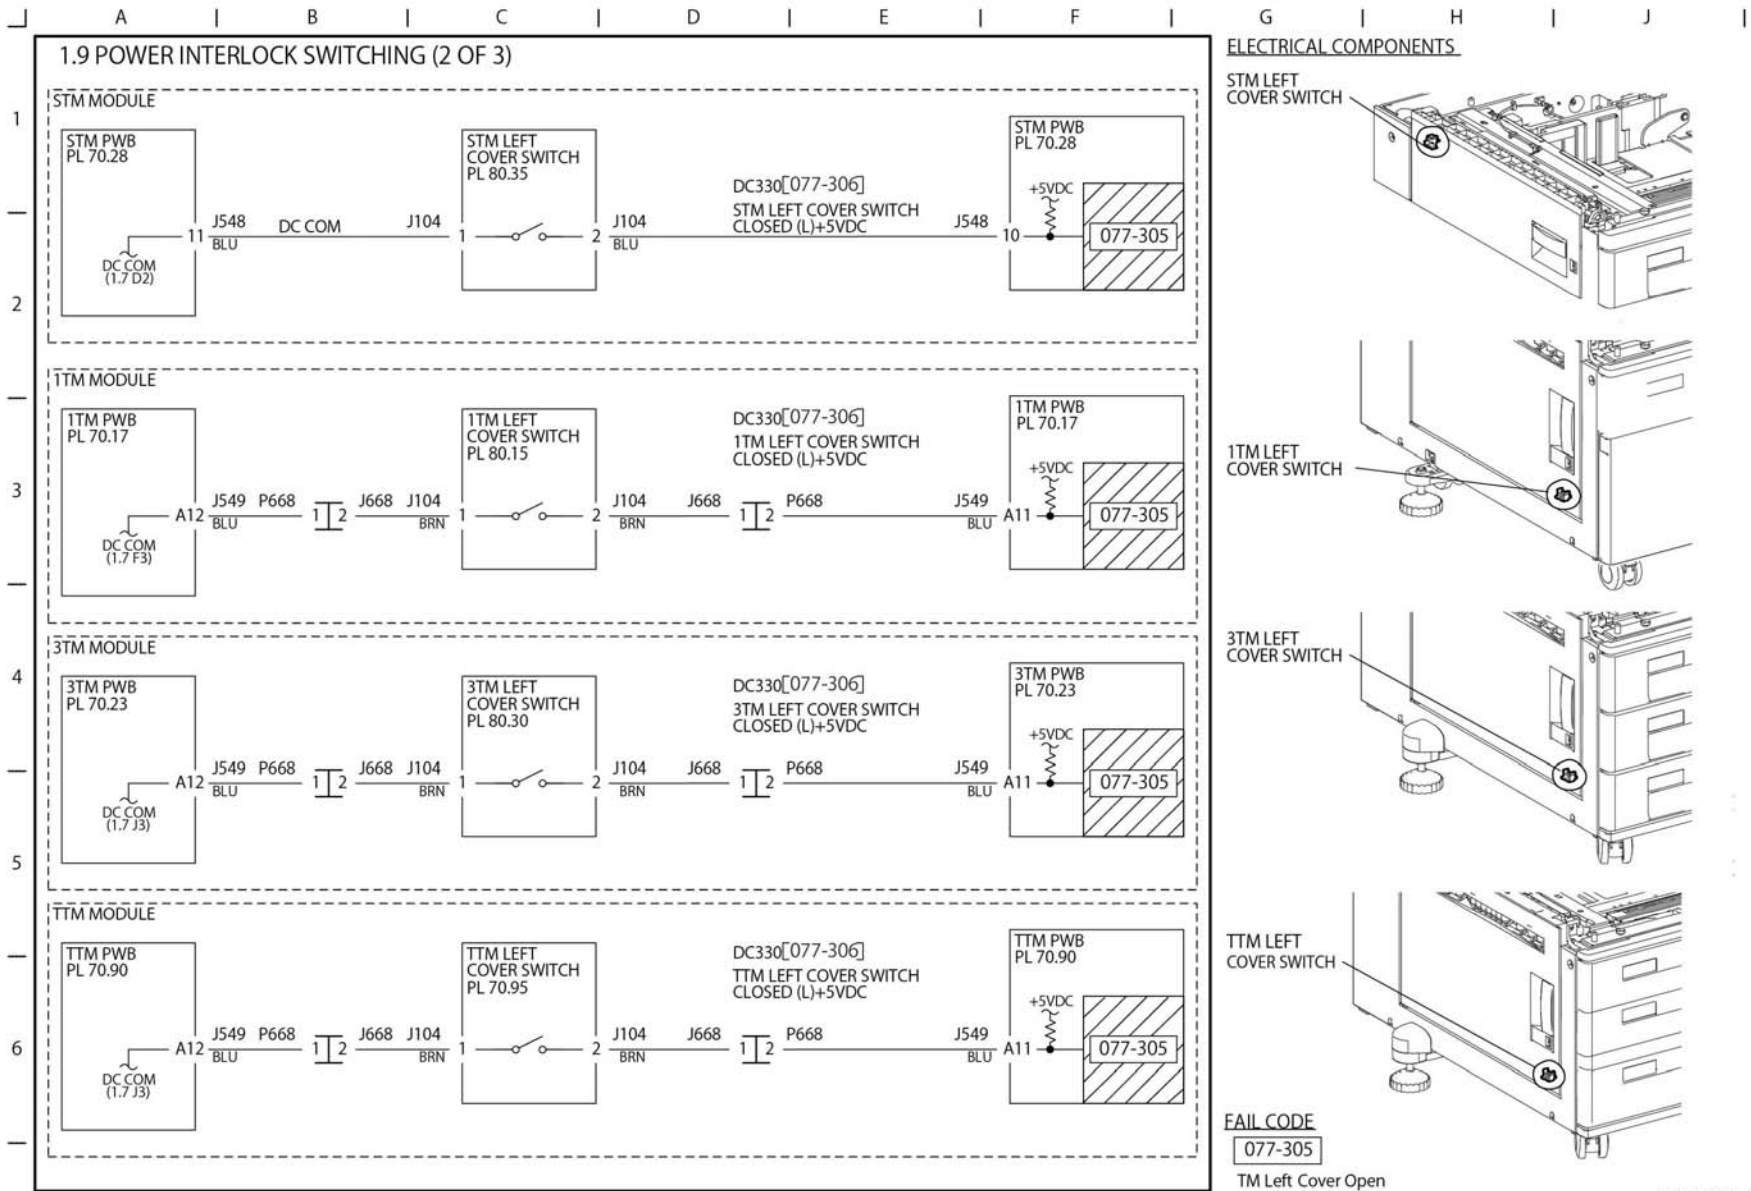 A B C D E F G H J
1.9 POWER INTERLOCK SWITCHING (2 OF 3)
1
2
3
4
5
6
STM MODULE
STM PWB
PL 70.28
DC COM
(1.7 D2)
11
J548
BLU
DC COM
J104
1
STM LEFT
COVER SWITCH
PL 80.35
2
J104
BLU
DC330[077-306]
STM LEFT COVER SWITCH
CLOSED (L)+5VDC
J548
10
STM PWB
PL 70.28
+5VDC
077-305
1TM MODULE
1TM PWB
PL 70.17
DC COM
(1.7 F3)
A12
J549
BLU
P668
1 2
J668
J104
BRN
1
1TM LEFT
COVER SWITCH
PL 80.15
2
J104
BRN
J668
1 2
P668
DC330[077-306]
1TM LEFT COVER SWITCH
CLOSED (L)+5VDC
J549
BLU
A11
1TM PWB
PL 70.17
+5VDC
077-305
3TM MODULE
3TM PWB
PL 70.23
DC COM
(1.7 J3)
A12
J549
BLU
P668
1 2
J668
J104
BRN
1
3TM LEFT
COVER SWITCH
PL 80.30
2
J104
BRN
J668
1 2
P668
DC330[077-306]
3TM LEFT COVER SWITCH
CLOSED (L)+5VDC
J549
BLU
A11
3TM PWB
PL 70.23
+5VDC
077-305
TTM MODULE
TTM PWB
PL 70.90
DC COM
(1.7 J3)
A12
J549
BLU
P668
1 2
J668
J104
BRN
1
TTM LEFT
COVER SWITCH
PL 70.95
2
J104
BRN
J668
1 2
P668
DC330[077-306]
TTM LEFT COVER SWITCH
CLOSED (L)+5VDC
J549
BLU
A11
TTM PWB
PL 70.90
+5VDC
077-305
ELECTRICAL COMPONENTS
STM LEFT
COVER SWITCH
1TM LEFT
COVER SWITCH
3TM LEFT
COVER SWITCH
TTM LEFT
COVER SWITCH
FAIL CODE
077-305
TM Left Cover Open